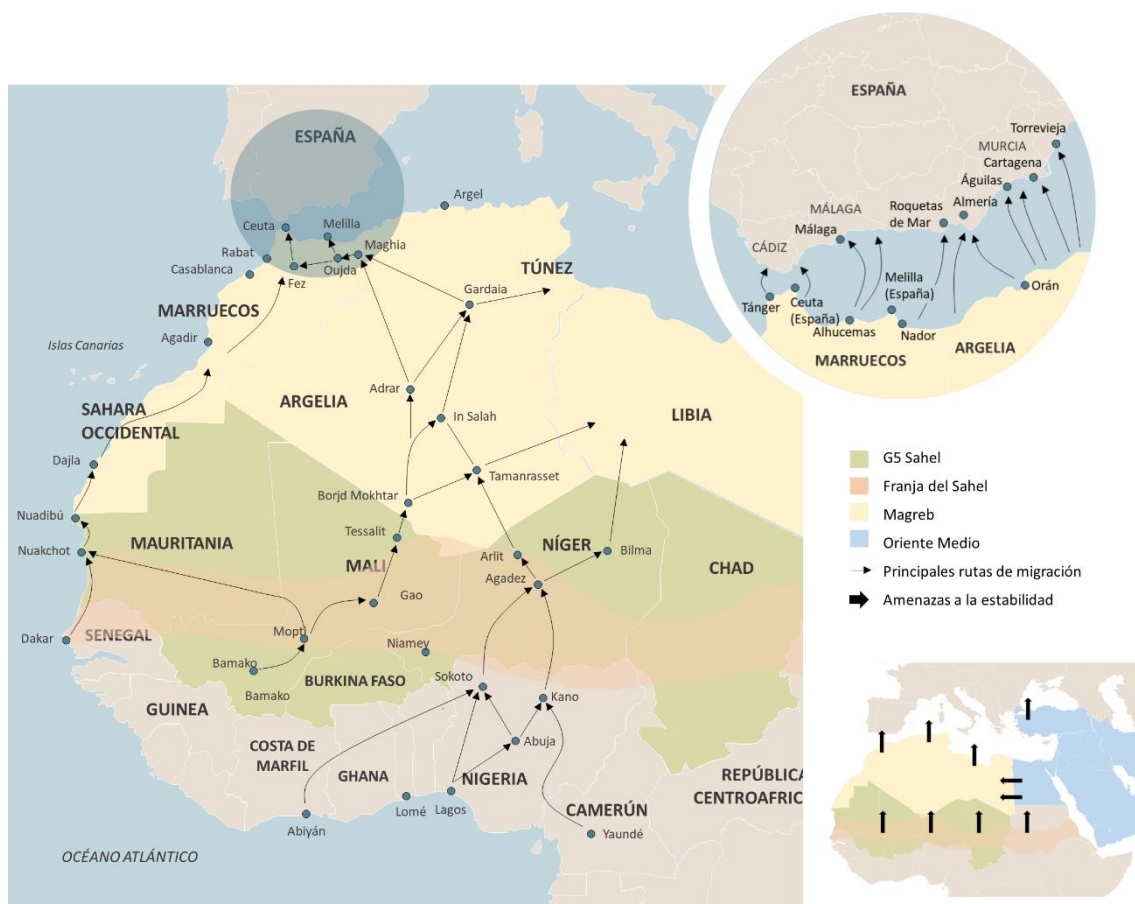 ESPAÑA
Argel
Ceuta
Melilla
Rabat
Maghia
Casablanca
Fez
Oujda
TÚNEZ
Gardaia
MARRUECOS
Islas Canarias
Agadir
Adrar
ARGELIA
In Salah
LIBIA
SAHARA
OCCIDENTAL
Dajla
Tamanrasset
Borjd Mokhtar
Nuadibú
Tessalit
MAURITANIA
NÍGER
Nuakchot
Arlit
Bilma
MALI
CHAD
Agadez
Gao
Dakar
SENEGAL
Mopti
Niamey
Bamako
Bamako
BURKINA FASO
Sokoto
Kano
GUINEA
COSTA DE
MARFIL
Abuja
GHANA
NIGERIA
REPÚBLICA
CENTROAFRIC
Lomé
Lagos
CAMERÚN
Abiyán
Yaundé
OCÉANO ATLÁNTICO
ESPAÑA
Torrevieja
MURCIA
Cartagena
Águilas
Roquetas
de Mar
Almería
MÁLAGA
Málaga
CÁDIZ
Melilla
(España)
Orán
Tánger
Ceuta
(España)
Alhucemas
Nador
MARRUECOS
ARGELIA
G5 Sahel
Franja del Sahel
Magreb
Oriente Medio
Principales rutas de migración
Amenazas a la estabilidad